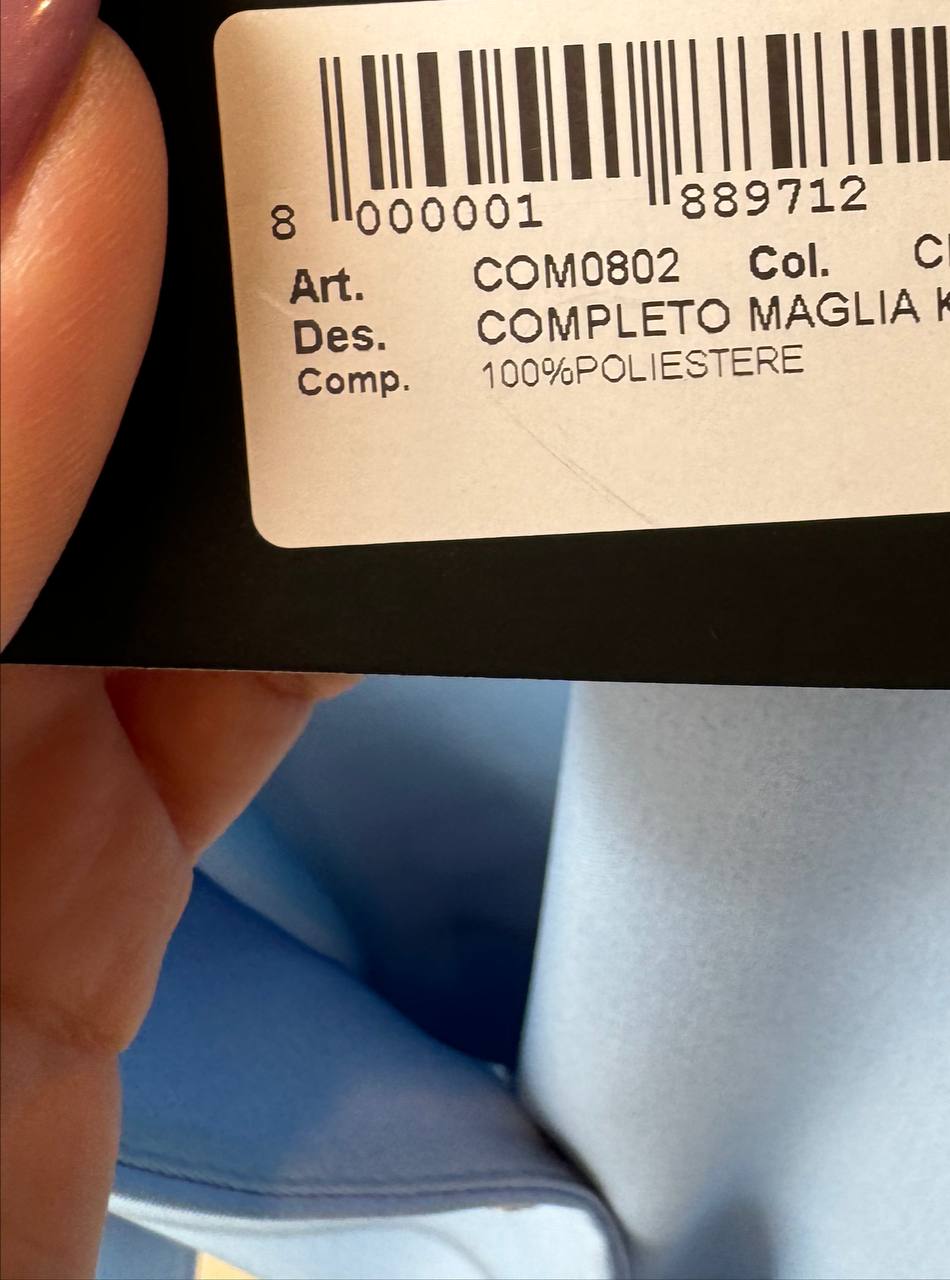 8 000001 889712
Art. COM0802 Col.
Des. COMPLETO MAGLIA
Comp. 100%POLIESTERE